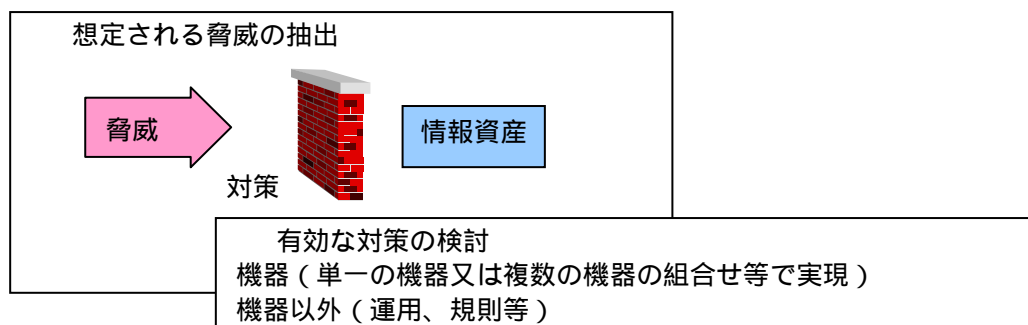 想定される脅威の抽出
脅威
情報資産
対策
有効な対策の検討
機器（単一の機器又は複数の機器の組合せ等で実現）
機器以外（運用、規則等）